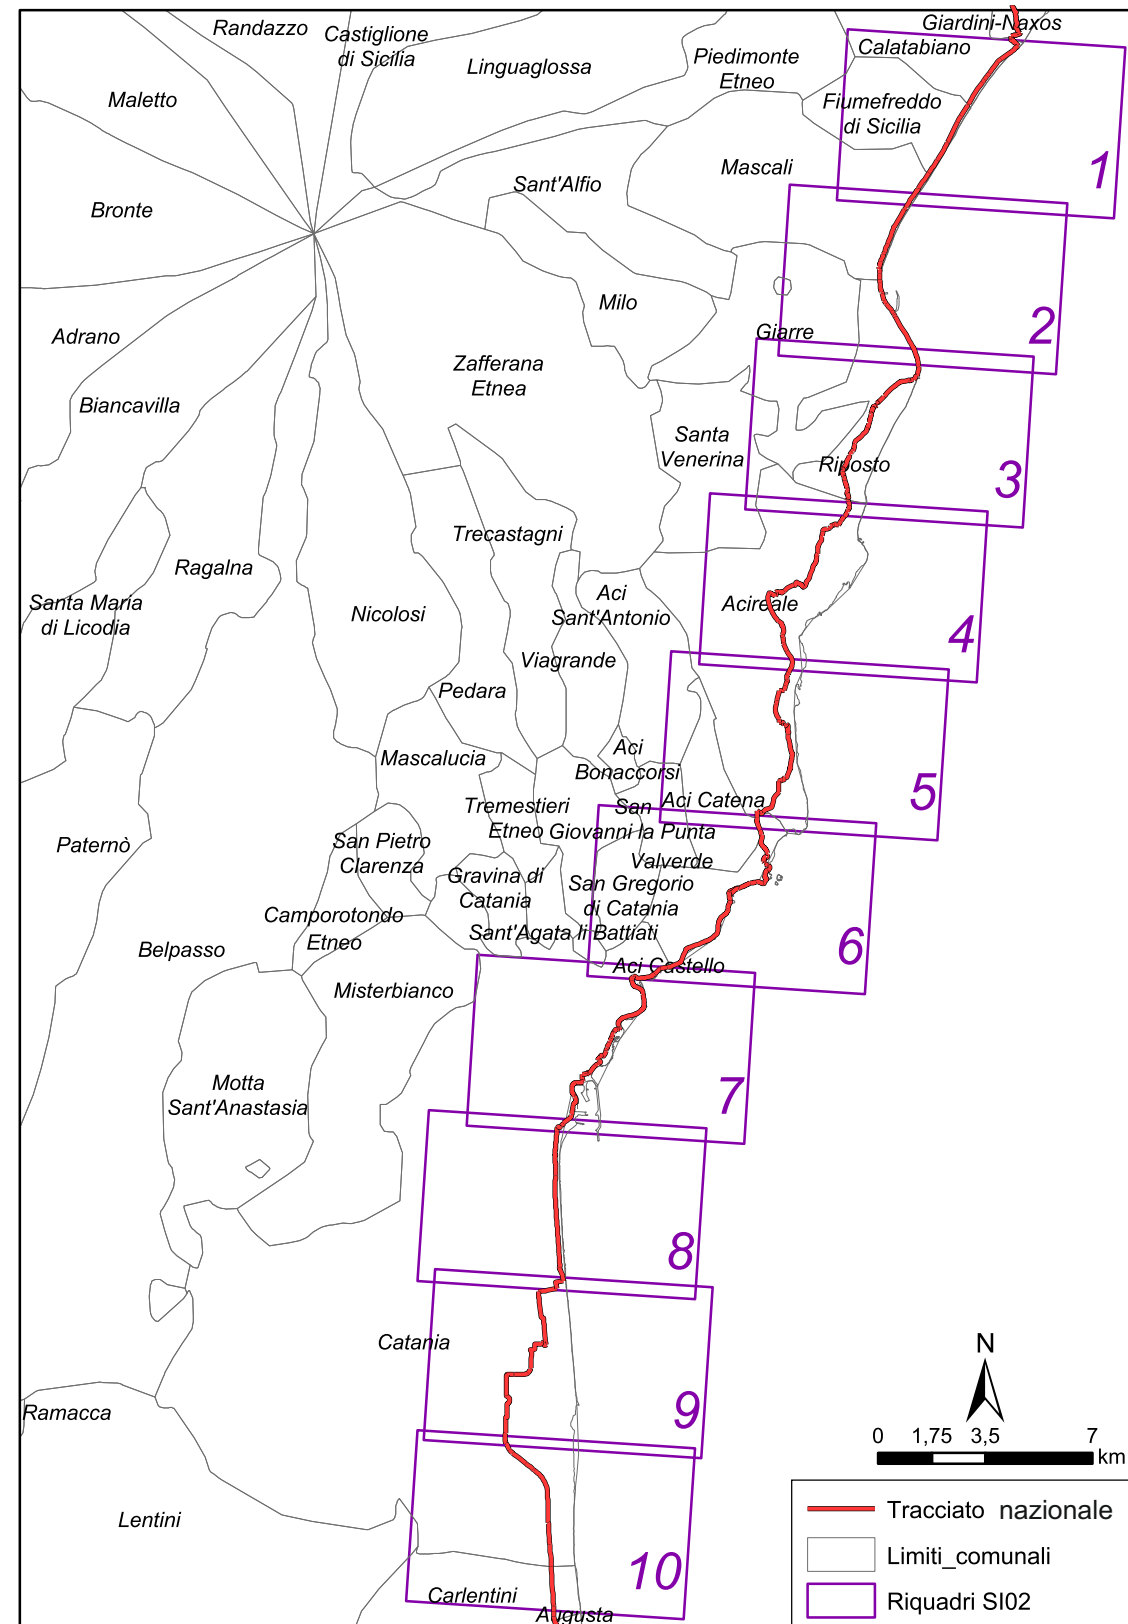 Randazzo
Castiglione
di Sicilia
Linguaglossa
Piedimonte
Etneo
Giardini-Naxos
Calatabiano
Maletto
Fiumefreddo
di Sicilia
Mascali
1
Sant'Alfio
Bronte
Milo
2
Adrano
Giarre
Zafferana
Etnea
Biancavilla
Santa
Venerina
Riposto
3
Trecastagni
Ragalna
Santa Maria
di Licodia
Nicolosi
Aci
Sant'Antonio
Acireale
4
Viagrande
Pedara
Mascalucia
Aci
Bonaccorsi
5
Tremestieri
Etneo
San
Giovanni la Punta
Aci Catena
Paternò
San Pietro
Clarenza
Valverde
Gravina di
Catania
San Gregorio
di Catania
Camporotondo
Etneo
Sant'Agata li Battiati
Belpasso
6
Aci Castello
Misterbianco
Motta
Sant'Anastasia
7
8
Catania
9
Ramacca
Lentini
10
Carlentini
Augusta
N
0 1,75 3,5 7
km
Tracciato nazionale
Limiti_comunali
Riquadri SI02